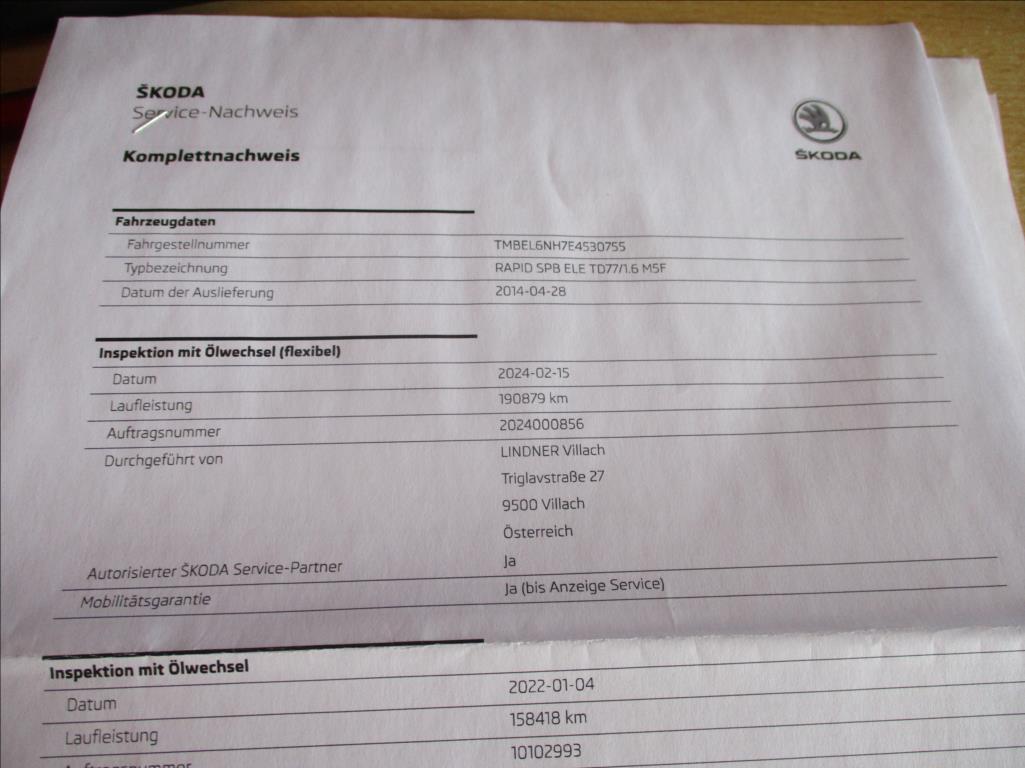 ŠKODA
Service-Nachweis
ŠKODA
Komplettnachweis
Fahrzeugdaten
Fahrgestellnummer TMBEL6NH7E4530755
Typbezeichnung RAPID SPB ELE TD77/1.6 M5F
Datum der Auslieferung 2014-04-28
Inspektion mit Ölwechsel (flexibel)
Datum 2024-02-15
Laufleistung 190879 km
Auftragsnummer 2024000856
Durchgeführt von LINDNER Villach
Triglavstraße 27
9500 Villach
Österreich
Autorisierter ŠKODA Service-Partner Ja
Mobilitätsgarantie Ja (bis Anzeige Service)
Inspektion mit Ölwechsel
Datum 2022-01-04
Laufleistung 158418 km
Auftragsnummer 10102993